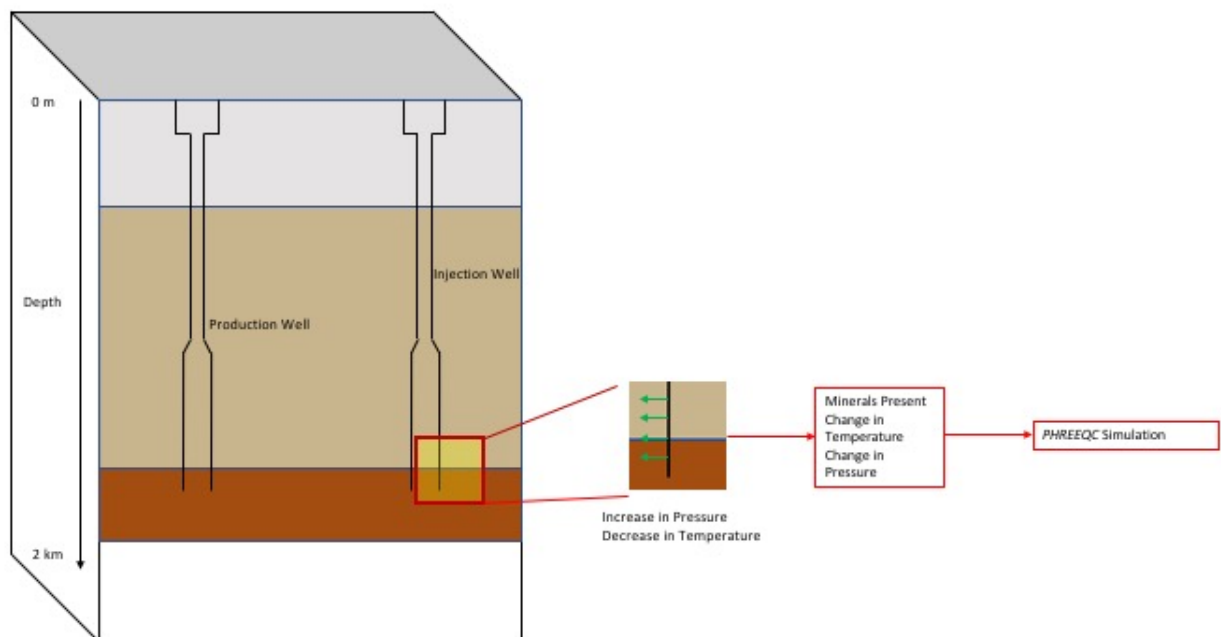 0 m
Depth
2 km
Production Well
Injection Well
Increase in Pressure
Decrease in Temperature
Minerals Present
Change in
Temperature
Change in
Pressure
PHREEQC Simulation